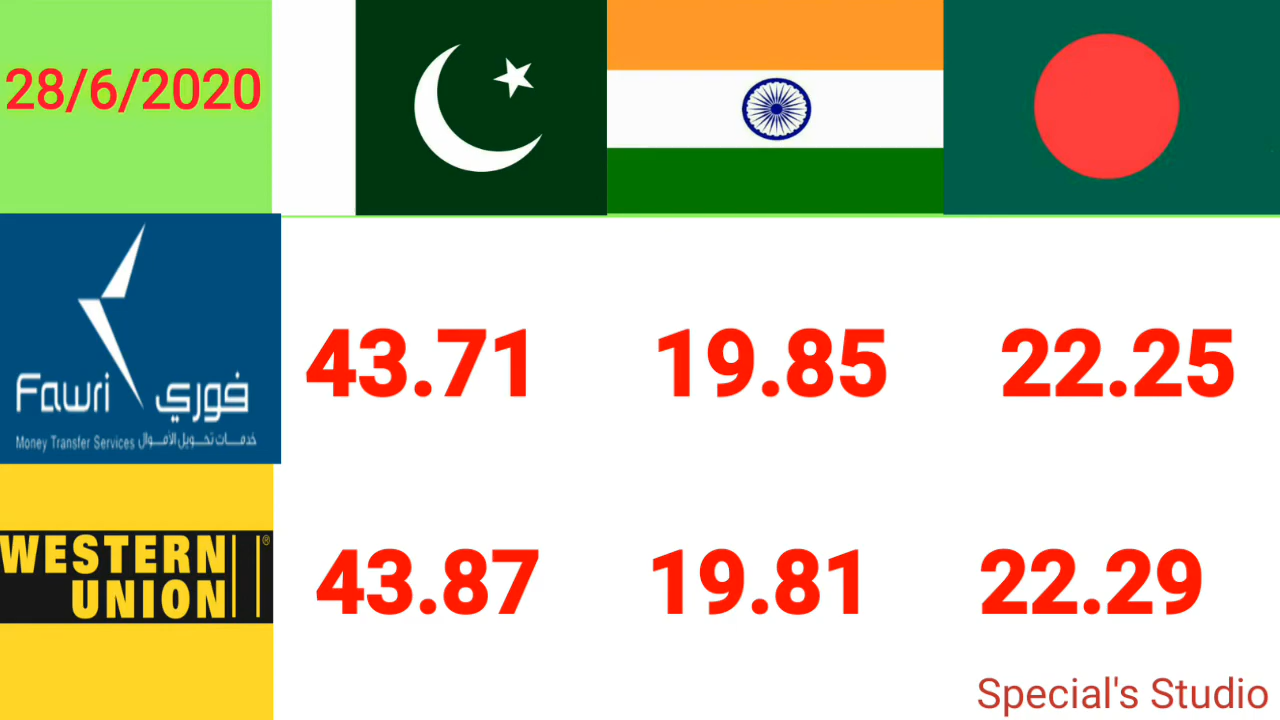 28/6/2020
Fawri فوري
Money Transfer Services خدمات تحويل الأموال
43.71 19.85 22.25
WESTERN
UNION ®
43.87 19.81 22.29
Special's Studio